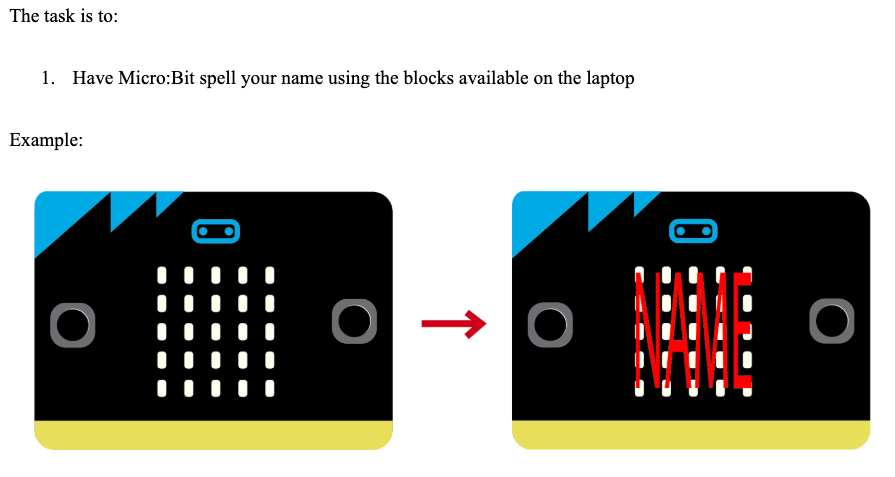 The task is to:
1. Have Micro:Bit spell your name using the blocks available on the laptop
Example:
NAME